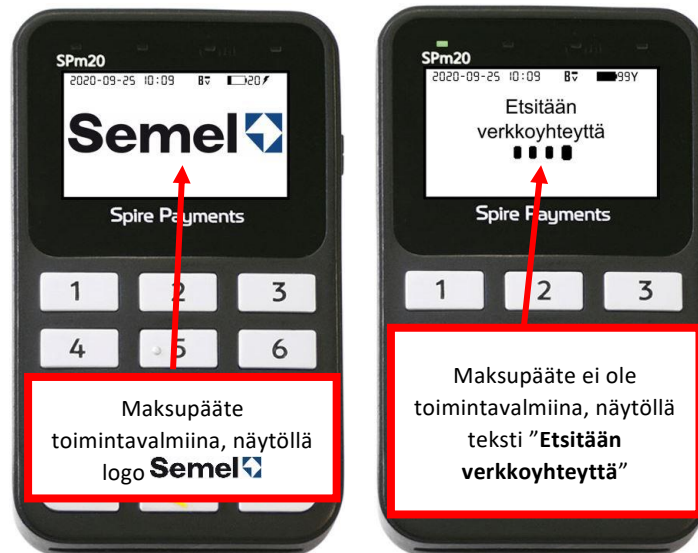 SPm20
2020-09-25 10:09 20
Semel
Spire Payments
1 2 3
4 5 6
Maksupääte
toimintavalmiina, näytöllä
logo Semel
SPm20
2020-09-25 10:09 99Y
Etsitään
verkkoyhteyttä
Spire Payments
1 2 3
Maksupääte ei ole
toimintavalmiina, näytöllä
teksti ”Etsitään
verkkoyhteyttä”